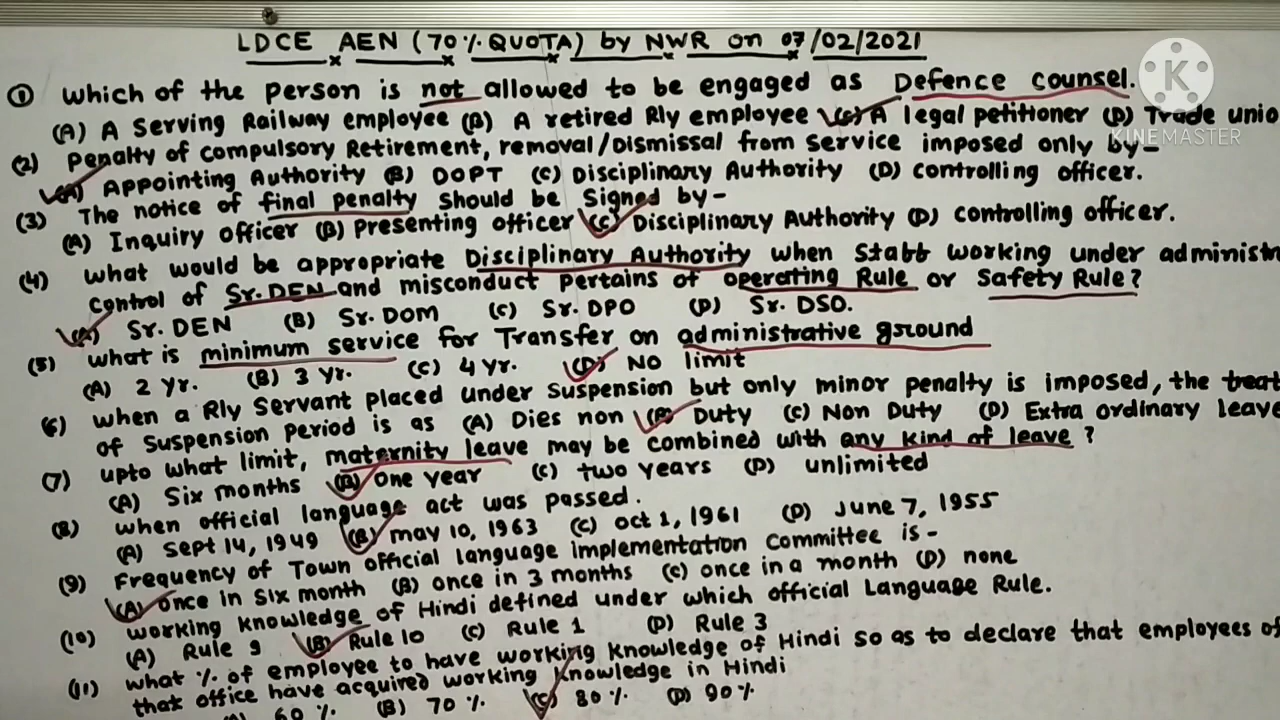 LDCE AEN (70% QUOTA) by NWR on 07/02/2021
K
KINEMASTER
(1) which of the person is not allowed to be engaged as Defence counsel.
(A) A Serving Railway employee (B) A retired Rly employee (C) A legal petitioner (D) Trade unio
(2) Penalty of compulsory Retirement, removal/Dismissal from service imposed only by-
(A) Appointing Authority (B) DOPT (C) Disciplinary Authority (D) controlling officer.
(3) The notice of final penalty should be Signed by-
(A) Inquiry officer (B) Presenting officer (C) Disciplinary Authority (D) controlling officer.
(4) what would be appropriate Disciplinary Authority when Staff working under administr
control of Sr.DEN and misconduct pertains of operating Rule or Safety Rule?
(A) Sr. DEN (B) Sr. DOM (C) Sr. DPO (D) Sr. DSO.
(5) what is minimum service for Transfer on administrative ground
(A) 2 yr. (B) 3 yr. (C) 4 yr. (D) No limit
(6) when a Rly Servant placed under Suspension but only minor penalty is imposed, the treat
of Suspension Period is as (A) Dies non (B) Duty (C) Non Duty (D) Extra ordinary leave
(7) upto what limit, maternity leave may be combined with any kind of leave?
(A) Six months (B) one year (C) two years (D) unlimited
(8) when official language act was passed.
(A) Sept 14, 1949 (B) may 10, 1963 (C) oct 1, 1961 (D) June 7, 1955
(9) Frequency of Town official language implementation committee is-
(A) once in six month (B) once in 3 months (C) once in a month (D) none
(10) working knowledge of Hindi defined under which official Language Rule.
(A) Rule 9 (B) Rule 10 (C) Rule 1 (D) Rule 3
(11) what % of employee to have working knowledge of Hindi so as to declare that employees of
that office have acquired working knowledge in Hindi
(A) 60% (B) 70% (C) 80% (D) 90%